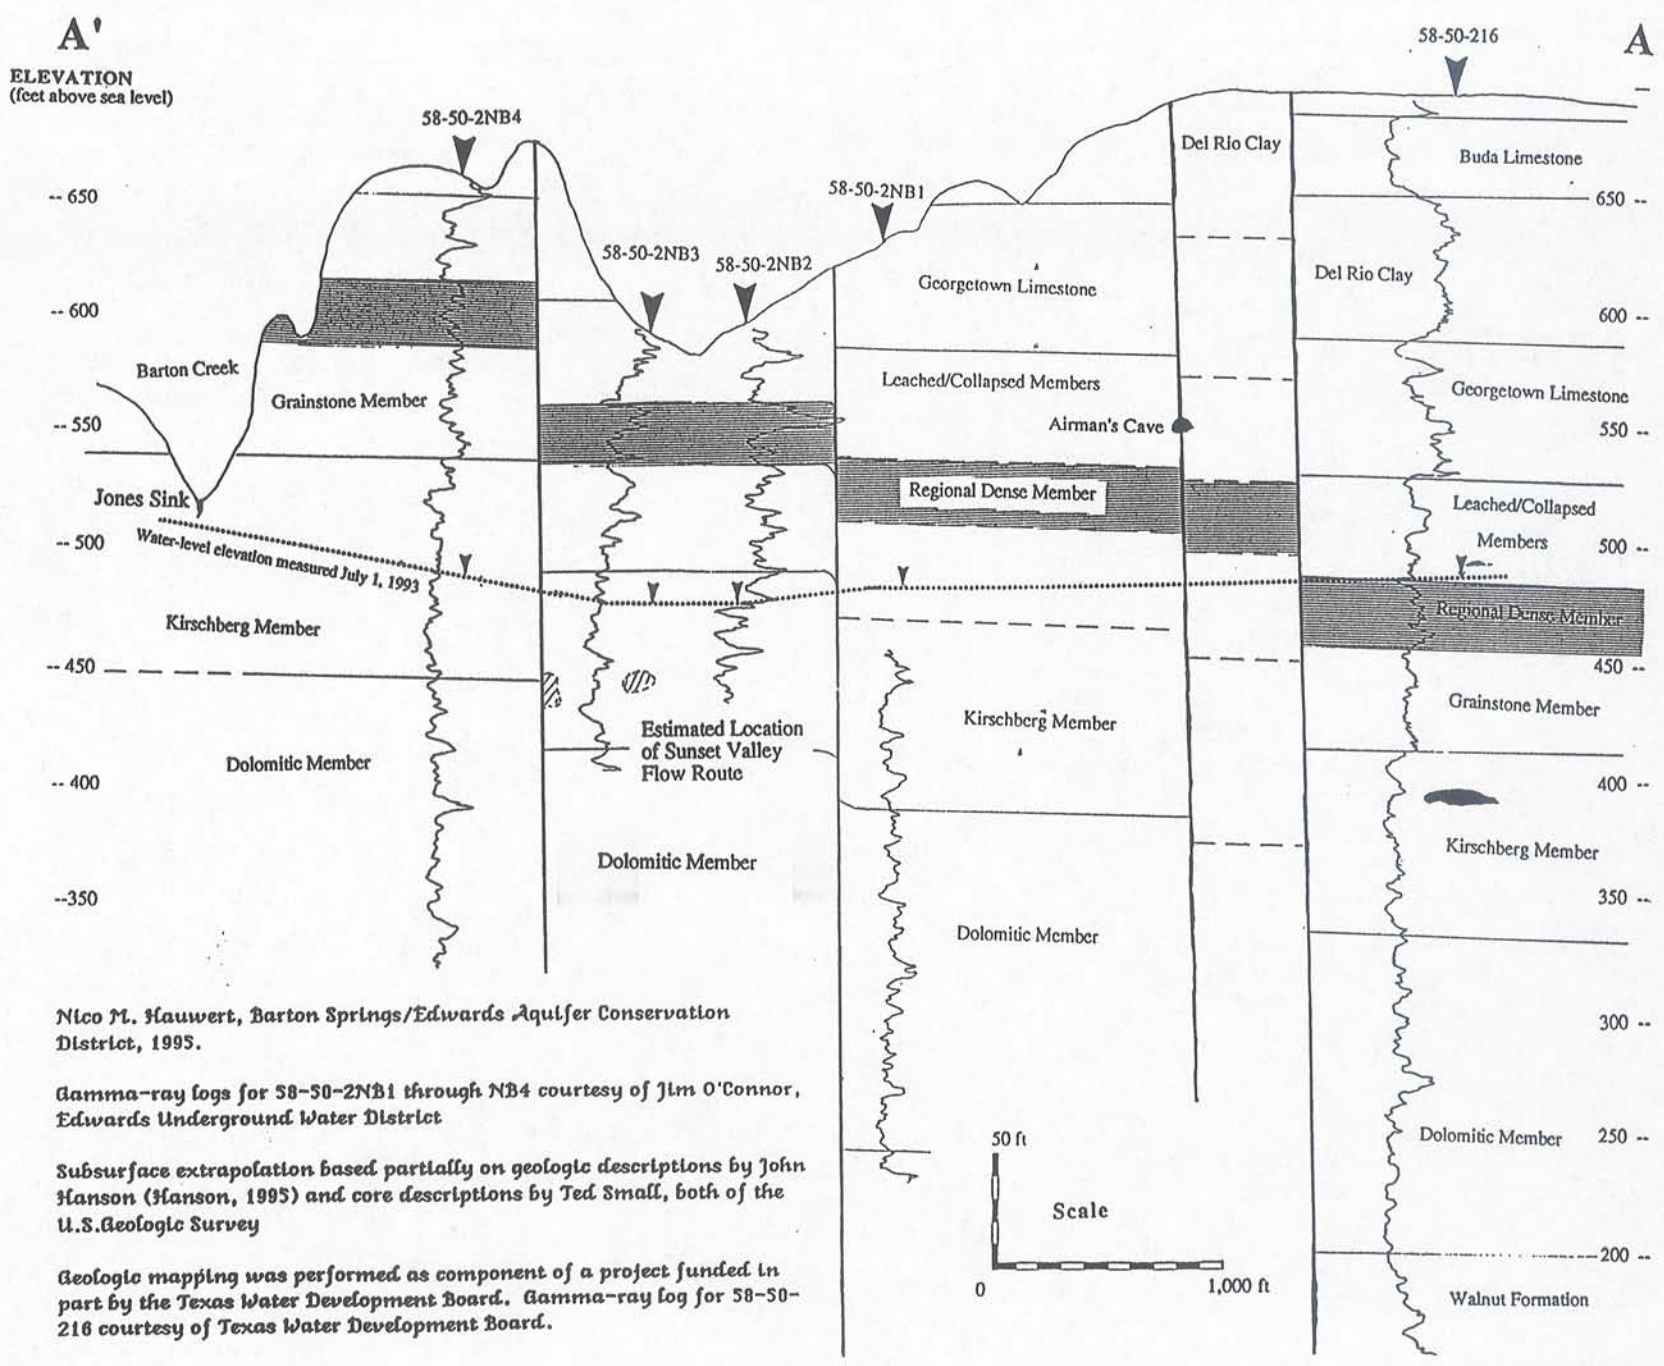 A'
A
58-50-216
ELEVATION
(feet above sea level)
58-50-2NB4
Del Rio Clay
Buda Limestone
-- 650
58-50-2NB1
650 --
58-50-2NB3
58-50-2NB2
Georgetown Limestone
Del Rio Clay
-- 600
600 --
Barton Creek
Leached/Collapsed Members
Georgetown Limestone
Grainstone Member
-- 550
Airman's Cave
550 --
Jones Sink
Regional Dense Member
Leached/Collapsed
Members
-- 500
500 --
Water-level elevation measured July 1, 1993
Regional Dense Member
Kirschberg Member
-- 450
450 --
Grainstone Member
Estimated Location
of Sunset Valley
Flow Route
Kirschberg Member
Dolomitic Member
-- 400
400 --
Kirschberg Member
Dolomitic Member
--350
350 --
Dolomitic Member
Nico M. Hauwert, Barton Springs/Edwards Aquifer Conservation
District, 1995.
300 --
Gamma-ray logs for 58-50-2NB1 through NB4 courtesy of Jim O'Connor,
Edwards Underground Water District
50 ft
Dolomitic Member
250 --
Subsurface extrapolation based partially on geologic descriptions by John
Hanson (Hanson, 1995) and core descriptions by Ted Small, both of the
U.S.Geologic Survey
Scale
200 --
Geologic mapping was performed as component of a project funded in
part by the Texas Water Development Board. Gamma-ray log for 58-50-
216 courtesy of Texas Water Development Board.
0
1,000 ft
Walnut Formation